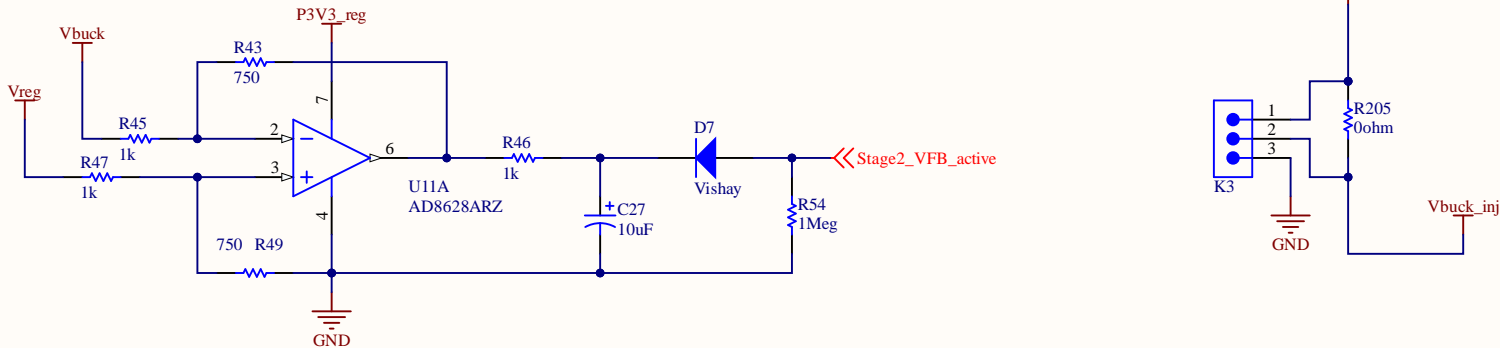 P3V3_reg
Vbuck
R43
750
Vreg
7
R45
2
1k
R47
3
1k
6
R46
1k
U11A
AD8628ARZ
4
750 R49
GND
C27
10uF
D7
Vishay
Stage2_VFB_active
R54
1Meg
1
2
3
K3
GND
R205
0ohm
Vbuck_inj